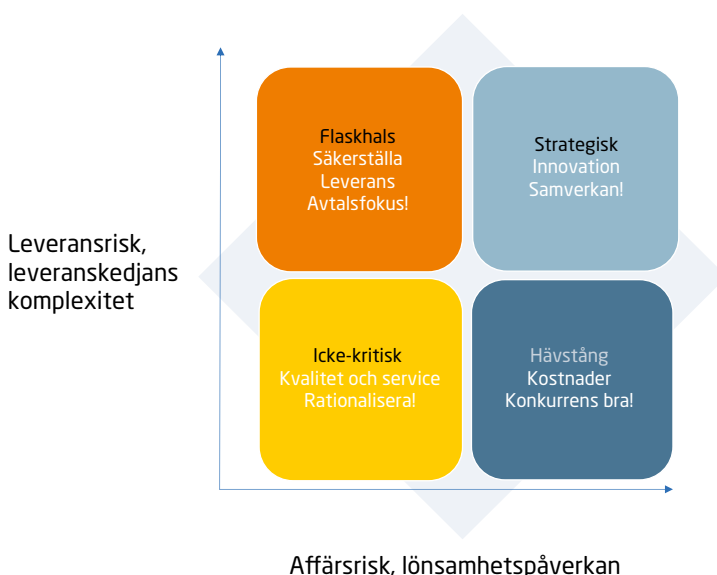 Flaskhals
Säkerställa
Leverans
Avtalsfokus!
Strategisk
Innovation
Samverkan!
Leveransrisk,
leveranskedjans
komplexitet
Icke-kritisk
Kvalitet och service
Rationalisera!
Hävstång
Kostnader
Konkurrens bra!
Affärsrisk, lönsamhetspåverkan